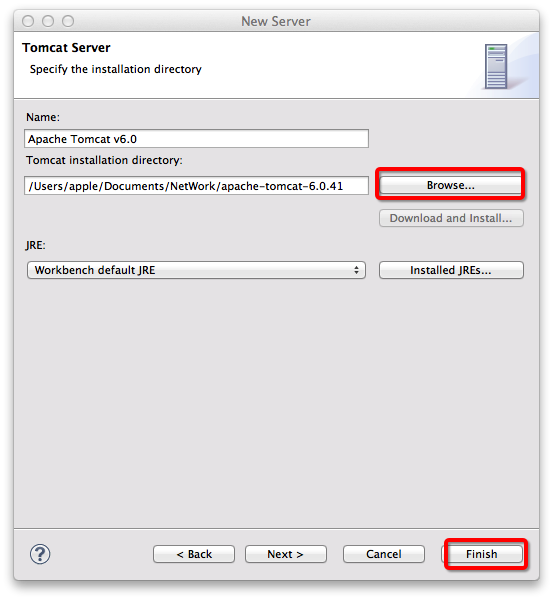 New Server
Tomcat Server
Specify the installation directory
Name:
Apache Tomcat v6.0
Tomcat installation directory:
/Users/apple/Documents/NetWork/apache-tomcat-6.0.41
Browse...
Download and Install...
JRE:
Workbench default JRE
Installed JREs...
?
< Back
Next >
Cancel
Finish